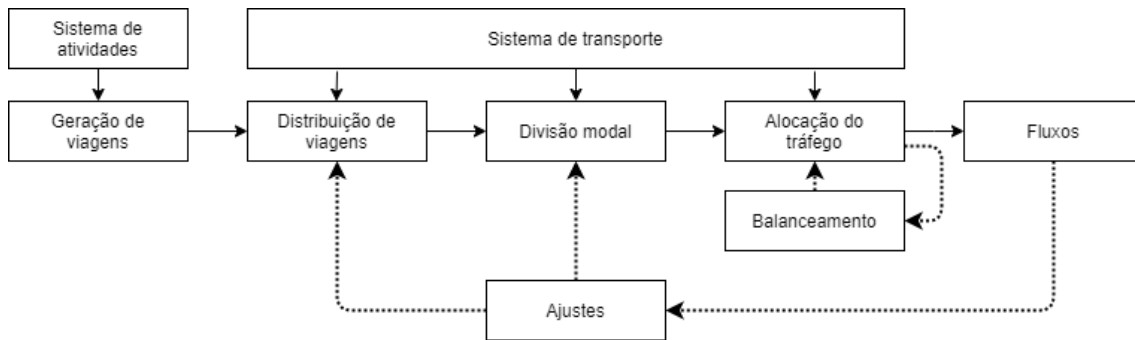 Sistema de
atividades
Sistema de transporte
Geração de
viagens
Distribuição de
viagens
Divisão modal
Alocação do
tráfego
Fluxos
Balanceamento
Ajustes